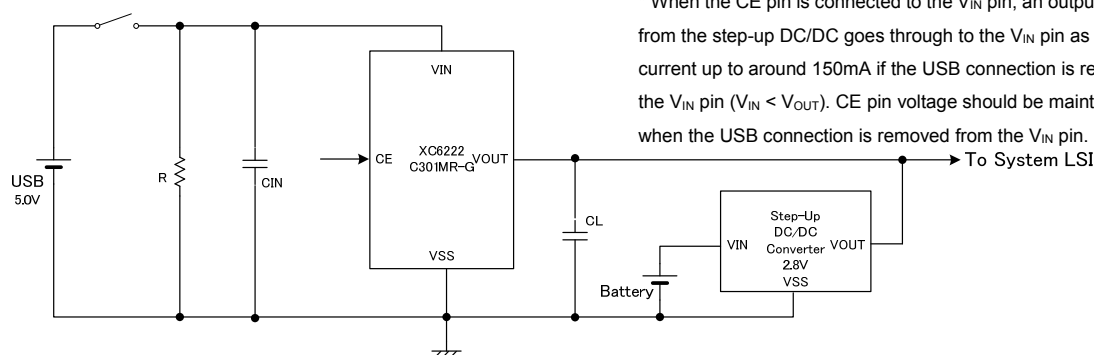 When the CE pin is connected to the VIN pin, an output
from the step-up DC/DC goes through to the VIN pin as
current up to around 150mA if the USB connection is re
the VIN pin (VIN < VOUT). CE pin voltage should be maint
when the USB connection is removed from the VIN pin.
VIN
CE
XC6222
C301MR-G
VOUT
VSS
USB
5.0V
R
CIN
CL
To System LSI
Battery
VIN
Step-Up
DC/DC
Converter
2.8V
VOUT
VSS